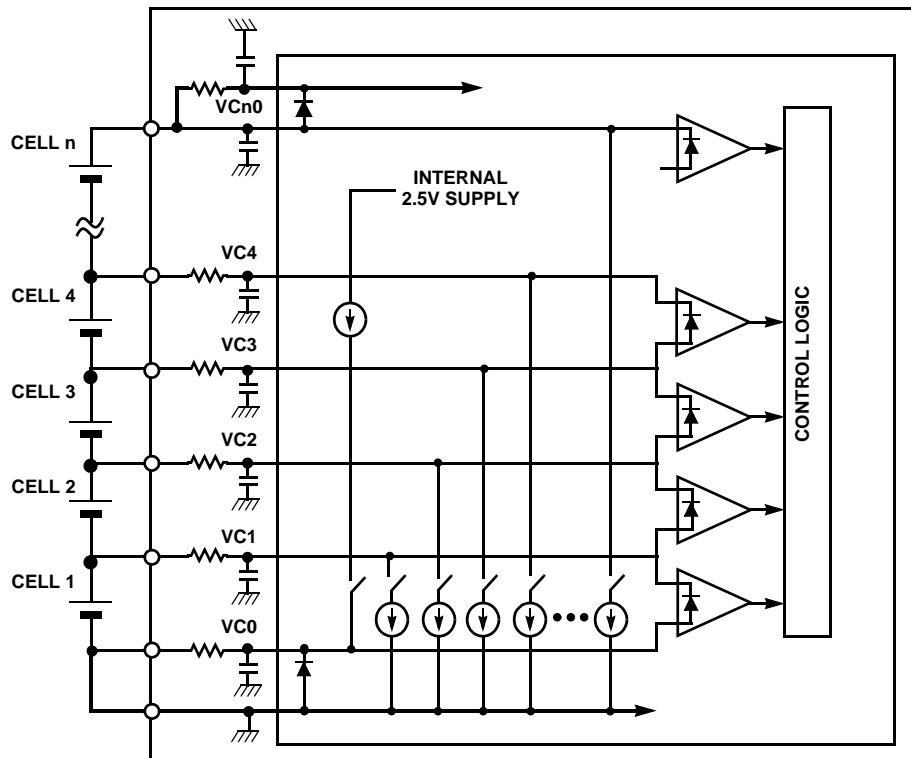 VCn0
CELL n
INTERNAL
2.5V SUPPLY
VC4
CELL 4
VC3
CELL 3
VC2
CELL 2
VC1
CELL 1
VC0
CONTROL LOGIC